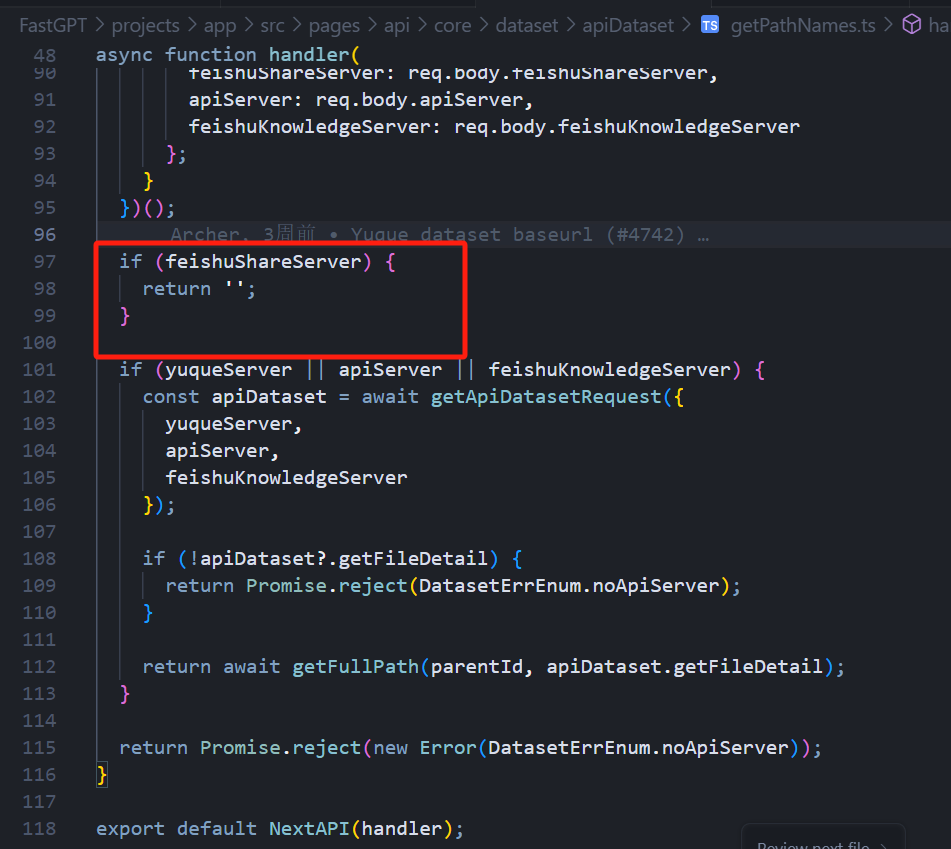 FastGPT > projects > app > src > pages > api > core > dataset > apiDataset > TS getPathNames.ts > ha
48 async function handler(
90 feishuShareServer: req.body.feishuShareServer,
91 apiServer: req.body.apiServer,
92 feishuKnowledgeServer: req.body.feishuKnowledgeServer
93 };
94 }
95 })();
96 Archer, 3周前 • Yuque dataset baseurl (#4742) …
97 if (feishuShareServer) {
98 return '';
99 }
100
101 if (yuqueServer || apiServer || feishuKnowledgeServer) {
102 const apiDataset = await getApiDatasetRequest({
103 yuqueServer,
104 apiServer,
105 feishuKnowledgeServer
106 });
107
108 if (!apiDataset?.getFileDetail) {
109 return Promise.reject(DatasetErrEnum.noApiServer);
110 }
111
112 return await getFullPath(parentId, apiDataset.getFileDetail);
113 }
114
115 return Promise.reject(new Error(DatasetErrEnum.noApiServer));
116 }
117
118 export default NextAPI(handler);
Review next file >